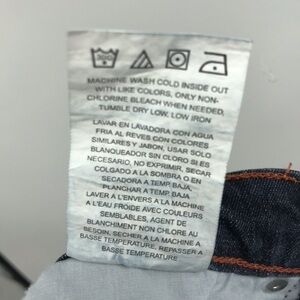 MACHINE WASH COLD INSIDE OUT
WITH LIKE COLORS, ONLY NON-
CHLORINE BLEACH WHEN NEEDED,
TUMBLE DRY LOW, LOW IRON
LAVAR EN LAVADORA CON AGUA
FRIA AL REVES CON COLORES
SIMILARES Y JABON, USAR SOLO
BLANQUEADOR SIN CLORO SI ES
NECESARIO, NO EXPRIMIR. SECAR
COLGADO A LA SOMBRA O EN
SECADORA A TEMP. BAJA,
PLANCHAR A TEMP. BAJA
LAVER A L'ENVERS A LA MACHINE
A L'EAU FROIDE AVEC COULEURS
SEMBLABLES, AGENT DE
BLANCHIMENT NON CHLORE AU
BESOIN, SECHER A LA MACHINE A
BASSE TEMPERATURE, REPASSER A
BASSE TEMPERATURE